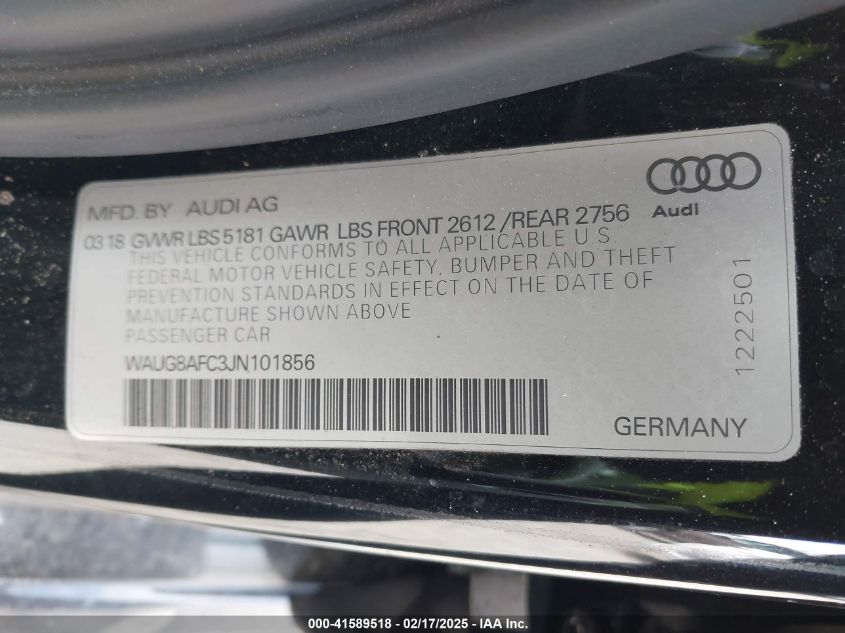 MFD. BY AUDI AG
Audi
03 18 GVWR LBS 5181 GAWR LBS FRONT 2612 /REAR 2756
THIS VEHICLE CONFORMS TO ALL APPLICABLE U.S.
FEDERAL MOTOR VEHICLE SAFETY, BUMPER AND THEFT
PREVENTION STANDARDS IN EFFECT ON THE DATE OF
MANUFACTURE SHOWN ABOVE
PASSENGER CAR
WAUG8AFC3JN101856
GERMANY
1222501
000-41589518 - 02/17/2025 - IAA Inc.